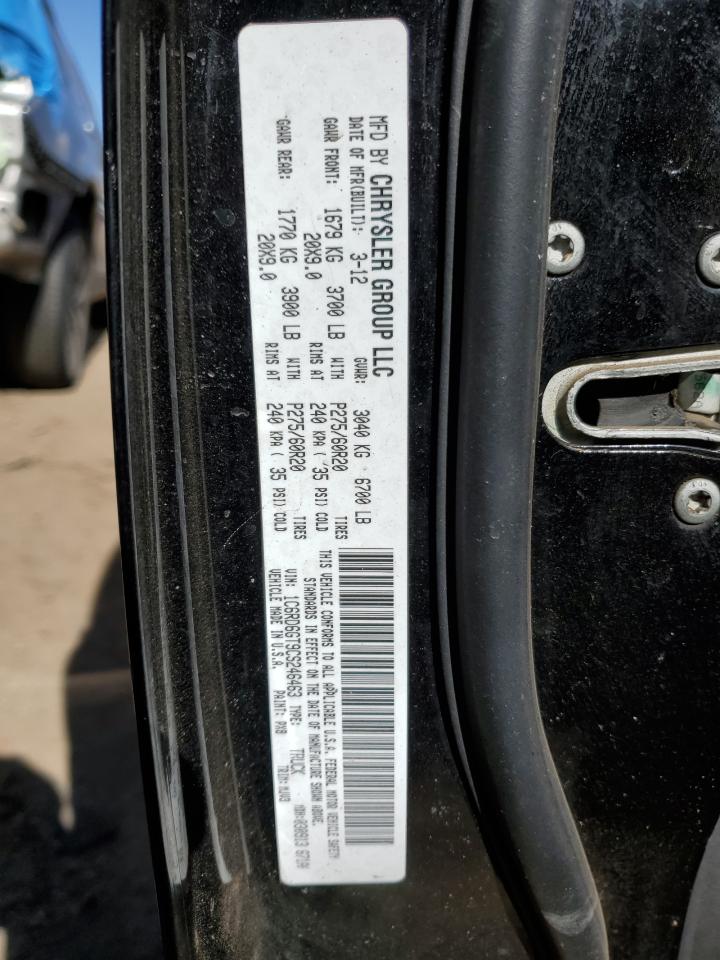 MFD BY CHRYSLER GROUP LLC
DATE OF MFR(BUILT): 3-12 GVWR: 3040 KG 6700 LB
GAWR FRONT: 1679 KG 3700 LB WITH P275/60R20 TIRES
20X9.0 RIMS AT 240 KPA ( 35 PSI) COLD
GAWR REAR: 1770 KG 3900 LB WITH P275/60R20 TIRES
20X9.0 RIMS AT 240 KPA ( 35 PSI) COLD
THIS VEHICLE CONFORMS TO ALL APPLICABLE U.S.A. FEDERAL MOTOR VEHICLE SAFETY
STANDARDS IN EFFECT ON THE DATE OF MANUFACTURE SHOWN ABOVE.
VIN: 1C6RD6GT9CS246463 TYPE: TRUCK
VEHICLE MADE IN U.S.A. PAINT: PX8 TRIM: